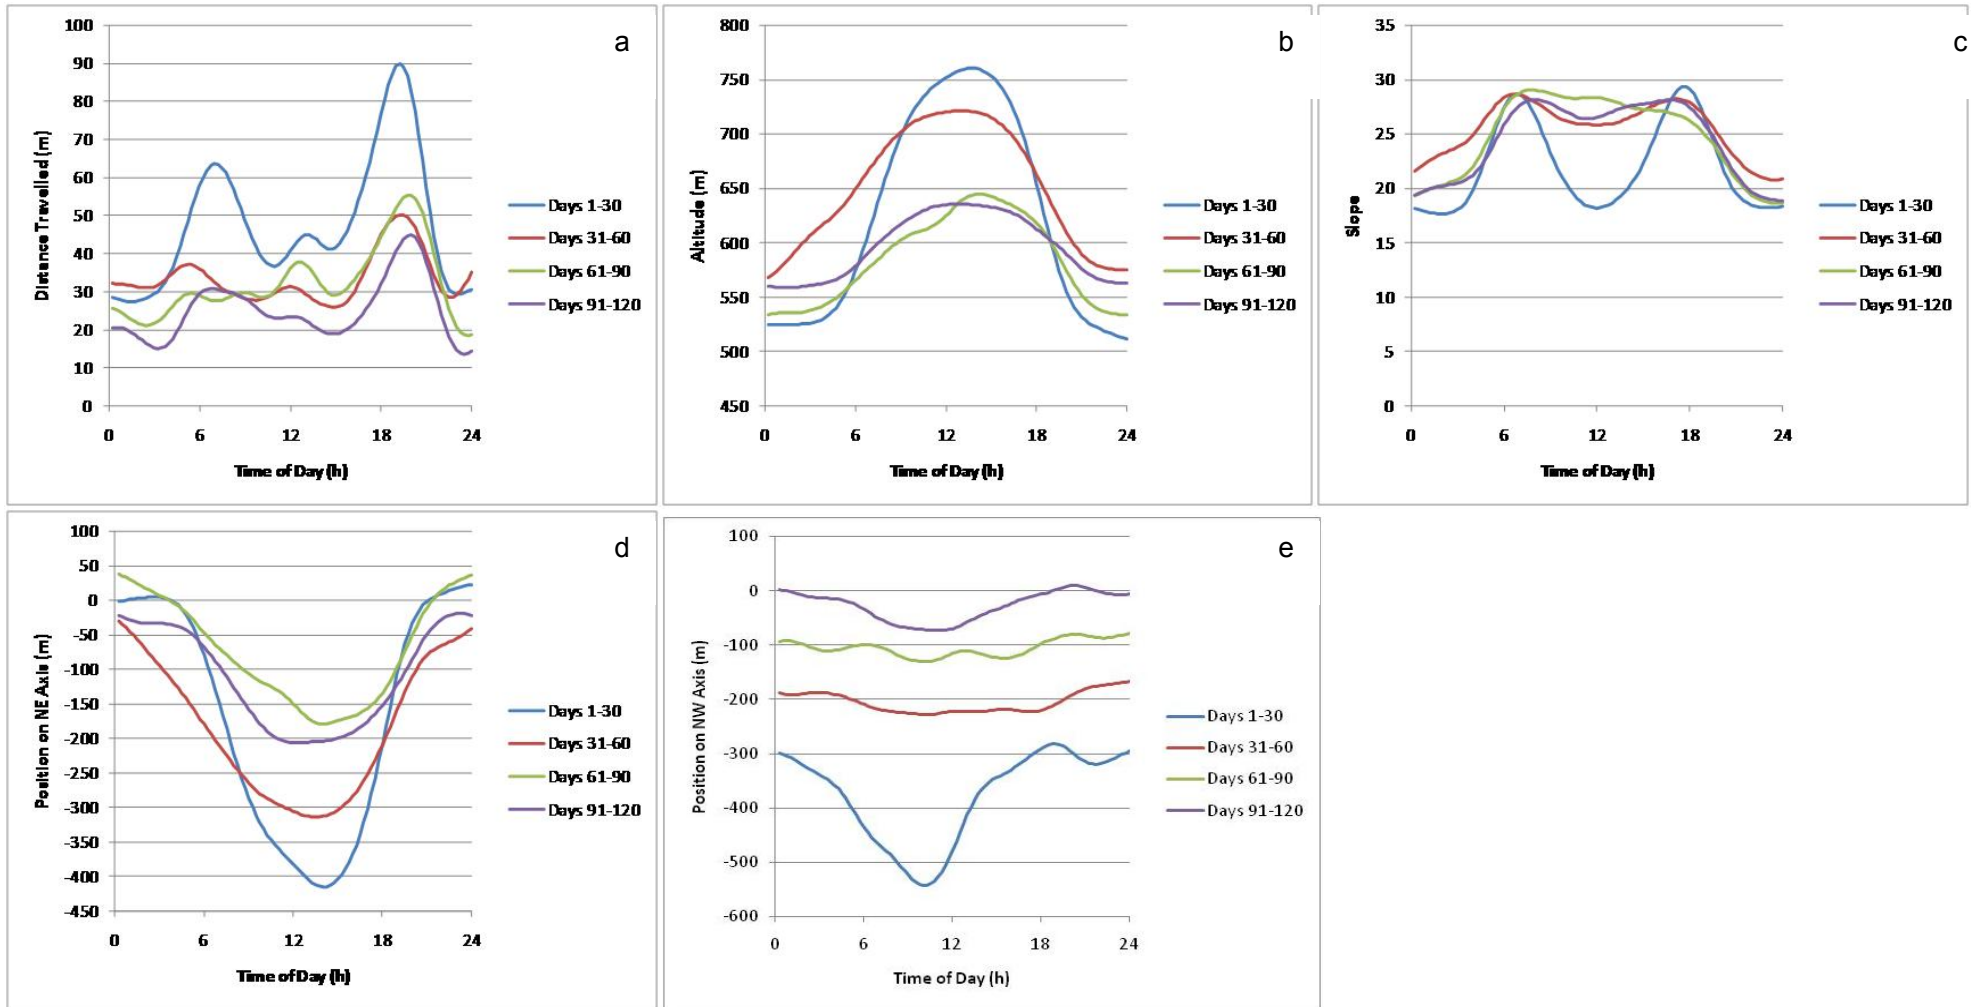 a
Distance Travelled (m)
100
90
80
70
60
50
40
30
20
10
0
0 6 12 18 24
Time of Day (h)
Days 1-30
Days 31-60
Days 61-90
Days 91-120
b
Altitude (m)
800
750
700
650
600
550
500
450
0 6 12 18 24
Time of Day (h)
Days 1-30
Days 31-60
Days 61-90
Days 91-120
c
Slope
35
30
25
20
15
10
5
0
0 6 12 18 24
Time of Day (h)
Days 1-30
Days 31-60
Days 61-90
Days 91-120
d
Position on NE Axis (m)
100
50
0
-50
-100
-150
-200
-250
-300
-350
-400
-450
0 6 12 18 24
Time of Day (h)
Days 1-30
Days 31-60
Days 61-90
Days 91-120
e
Position on NW Axis (m)
100
0
-100
-200
-300
-400
-500
-600
0 6 12 18 24
Time of Day (h)
Days 1-30
Days 31-60
Days 61-90
Days 91-120